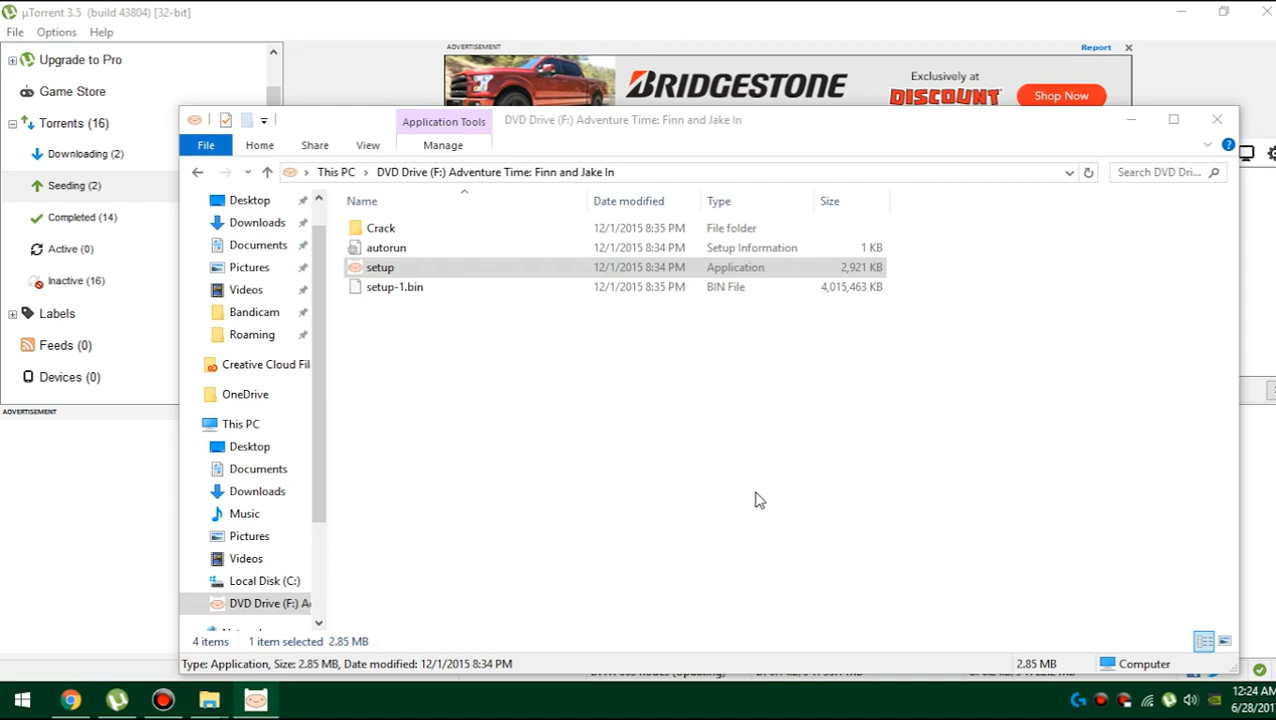 µTorrent 3.5 (build 43804) [32-bit]
File Options Help
ADVERTISEMENT Report
Upgrade to Pro
Game Store
Torrents (16)
Downloading (2)
Seeding (2)
Completed (14)
Active (0)
Inactive (16)
Labels
Feeds (0)
Devices (0)
ADVERTISEMENT
BRIDGESTONE
Exclusively at
DISCOUNT
Shop Now
Application Tools
DVD Drive (F:) Adventure Time: Finn and Jake In
File Home Share View Manage
This PC DVD Drive (F:) Adventure Time: Finn and Jake In
Search DVD Dri...
Name Date modified Type Size
Crack 12/1/2015 8:35 PM File folder
autorun 12/1/2015 8:34 PM Setup Information 1 KB
setup 12/1/2015 8:34 PM Application 2,921 KB
setup-1.bin 12/1/2015 8:35 PM BIN File 4,015,463 KB
Desktop
Downloads
Documents
Pictures
Videos
Bandicam
Roaming
Creative Cloud Fil
OneDrive
This PC
Desktop
Documents
Downloads
Music
Pictures
Videos
Local Disk (C:)
DVD Drive (F:) A
4 items 1 item selected 2.85 MB
Type: Application, Size: 2.85 MB, Date modified: 12/1/2015 8:34 PM 2.85 MB Computer
12:24 AM
6/28/201